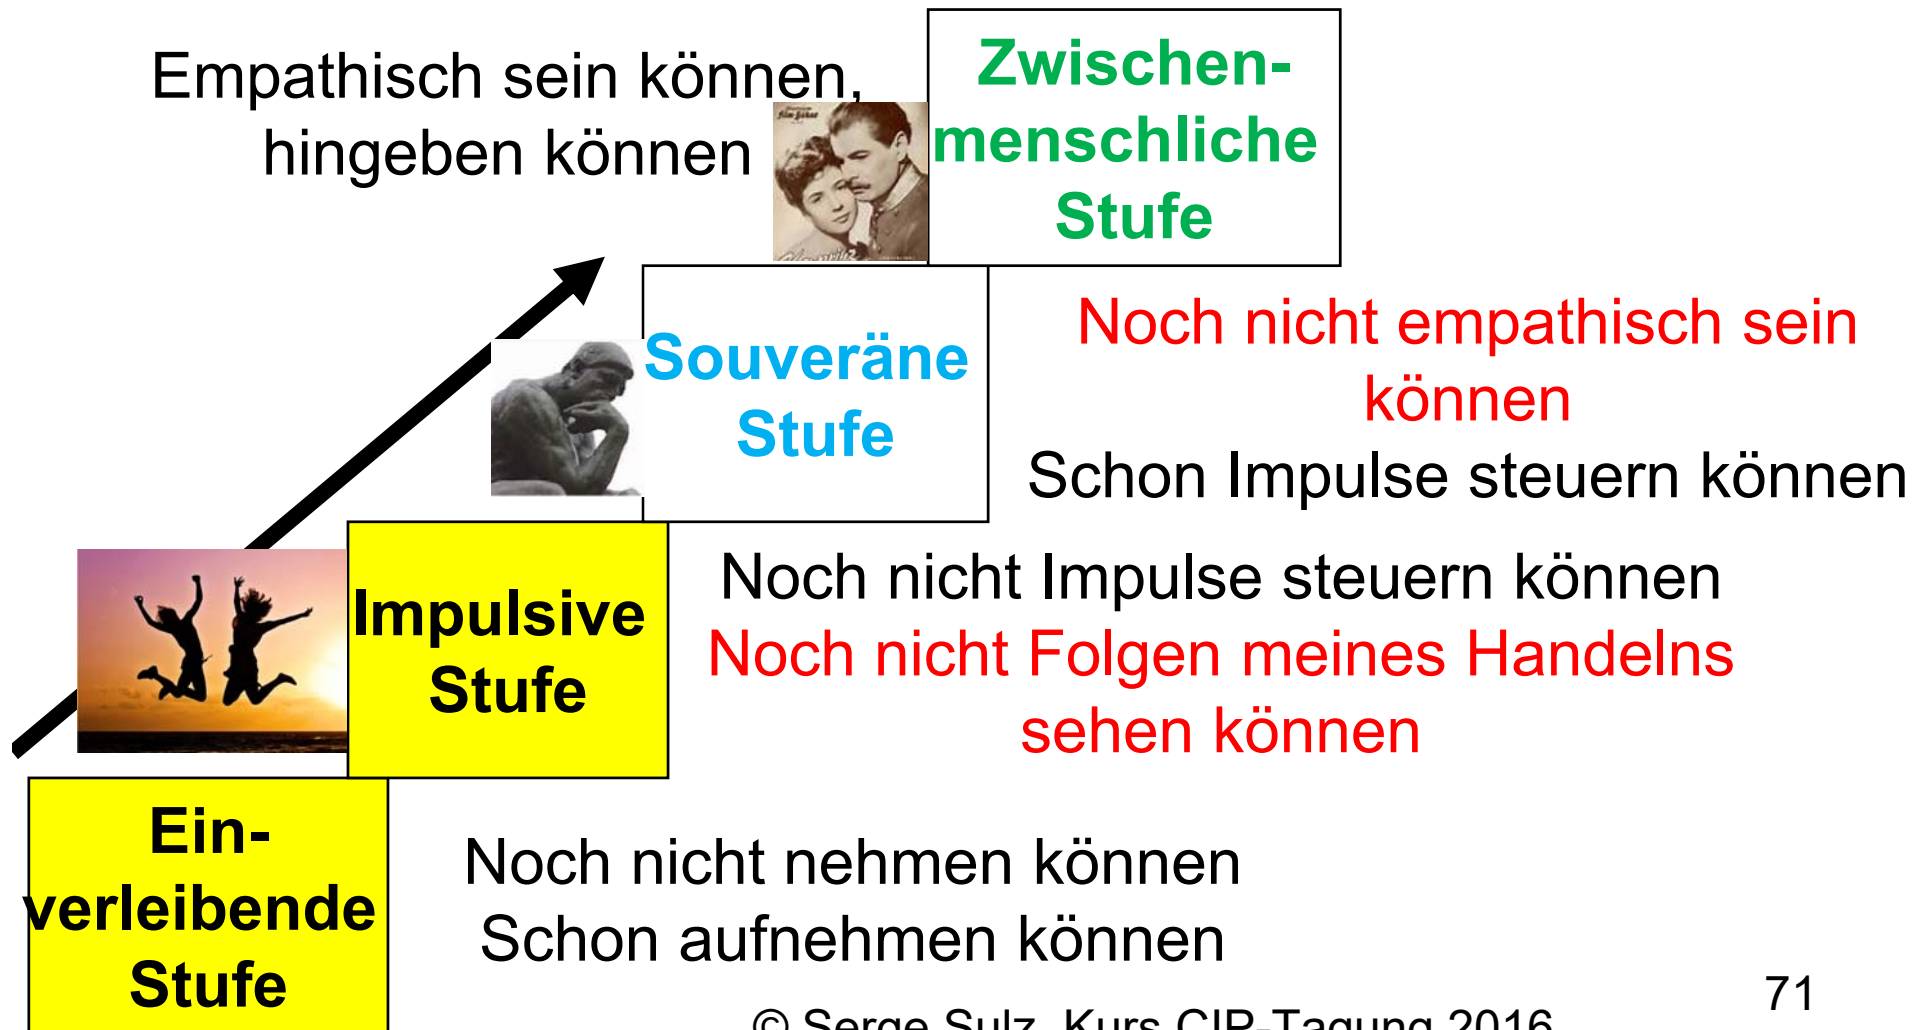 Empathisch sein können,
hingeben können
Zwischen-
menschliche
Stufe
Souveräne
Stufe
Noch nicht empathisch sein
können
Schon Impulse steuern können
Impulsive
Stufe
Noch nicht Impulse steuern können
Noch nicht Folgen meines Handelns
sehen können
Ein-
verleibende
Stufe
Noch nicht nehmen können
Schon aufnehmen können
71
© Serge Sulz, Kurs CIP-Tagung 2016